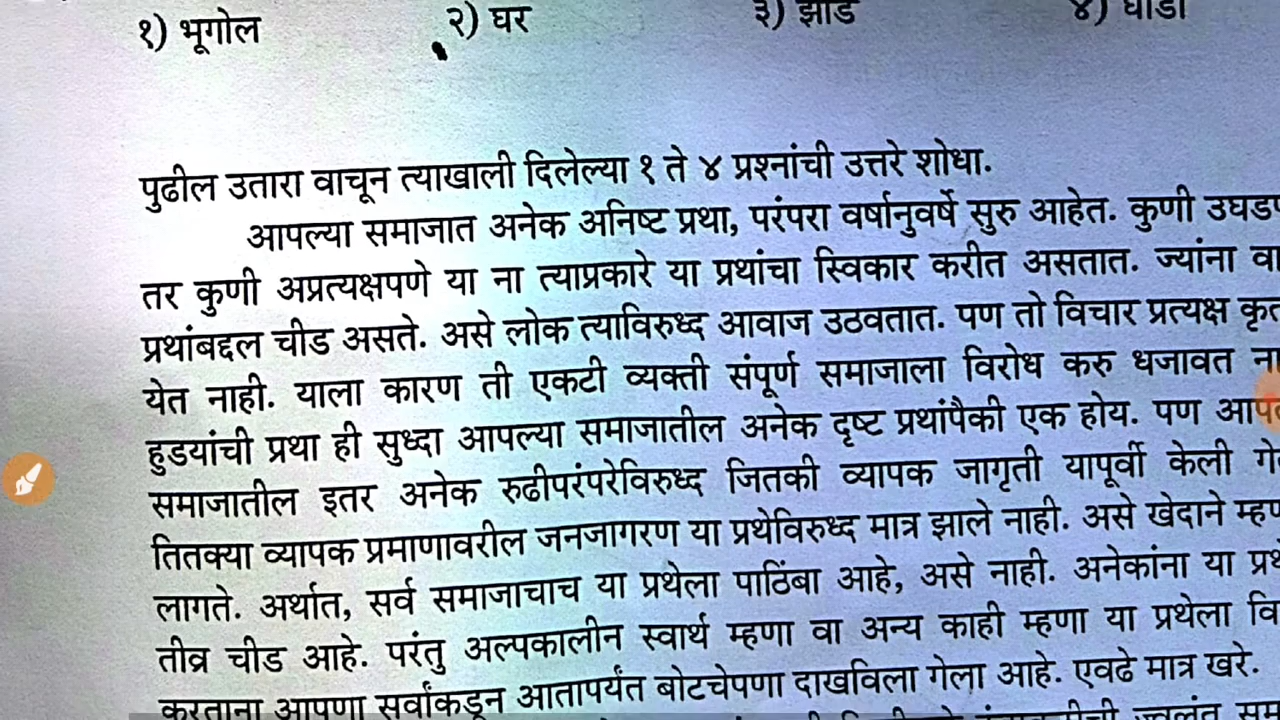 १) भूगोल २) घर ३) झाड ४) घोडा
पुढील उतारा वाचून त्याखाली दिलेल्या १ ते ४ प्रश्नांची उत्तरे शोधा.
आपल्या समाजात अनेक अनिष्ट प्रथा, परंपरा वर्षानुवर्षे सुरु आहेत. कुणी
तर कुणी अप्रत्यक्षपणे या ना त्याप्रकारे या प्रथांचा स्विकार करीत असतात. ज्यांना
प्रथांबद्दल चीड असते. असे लोक त्याविरुध्द आवाज उठवतात. पण तो विचार प्रत्यक्ष
येत नाही. याला कारण ती एकटी व्यक्ती संपूर्ण समाजाला विरोध करु धजावत
हुडयांची प्रथा ही सुध्दा आपल्या समाजातील अनेक दृष्ट प्रथांपैकी एक होय. पण
समाजातील इतर अनेक रुढीपरंपरेविरुध्द जितकी व्यापक जागृती यापूर्वी केली
तितक्या व्यापक प्रमाणावरील जनजागरण या प्रथेविरुध्द मात्र झाले नाही. असे खेदाने
लागते. अर्थात, सर्व समाजाचाच या प्रथेला पाठिंबा आहे, असे नाही. अनेकांना या
तीव्र चीड आहे. परंतु अल्पकालीन स्वार्थ म्हणा वा अन्य काही म्हणा या प्रथेला
करताना आपणा सर्वांकडून आतापर्यंत बोटचेपणा दाखविला गेला आहे. एवढे मात्र खरे.